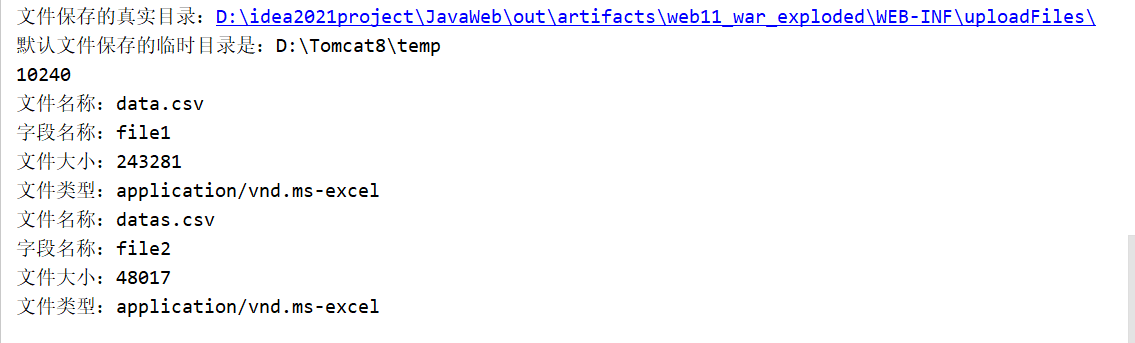 文件保存的真实目录：D:\idea2021project\JavaWeb\out\artifacts\web11_war_exploded\WEB-INF\uploadFiles\
默认文件保存的临时目录是：D:\Tomcat8\temp
10240
文件名称：data.csv
字段名称：file1
文件大小：243281
文件类型：application/vnd.ms-excel
文件名称：datas.csv
字段名称：file2
文件大小：48017
文件类型：application/vnd.ms-excel